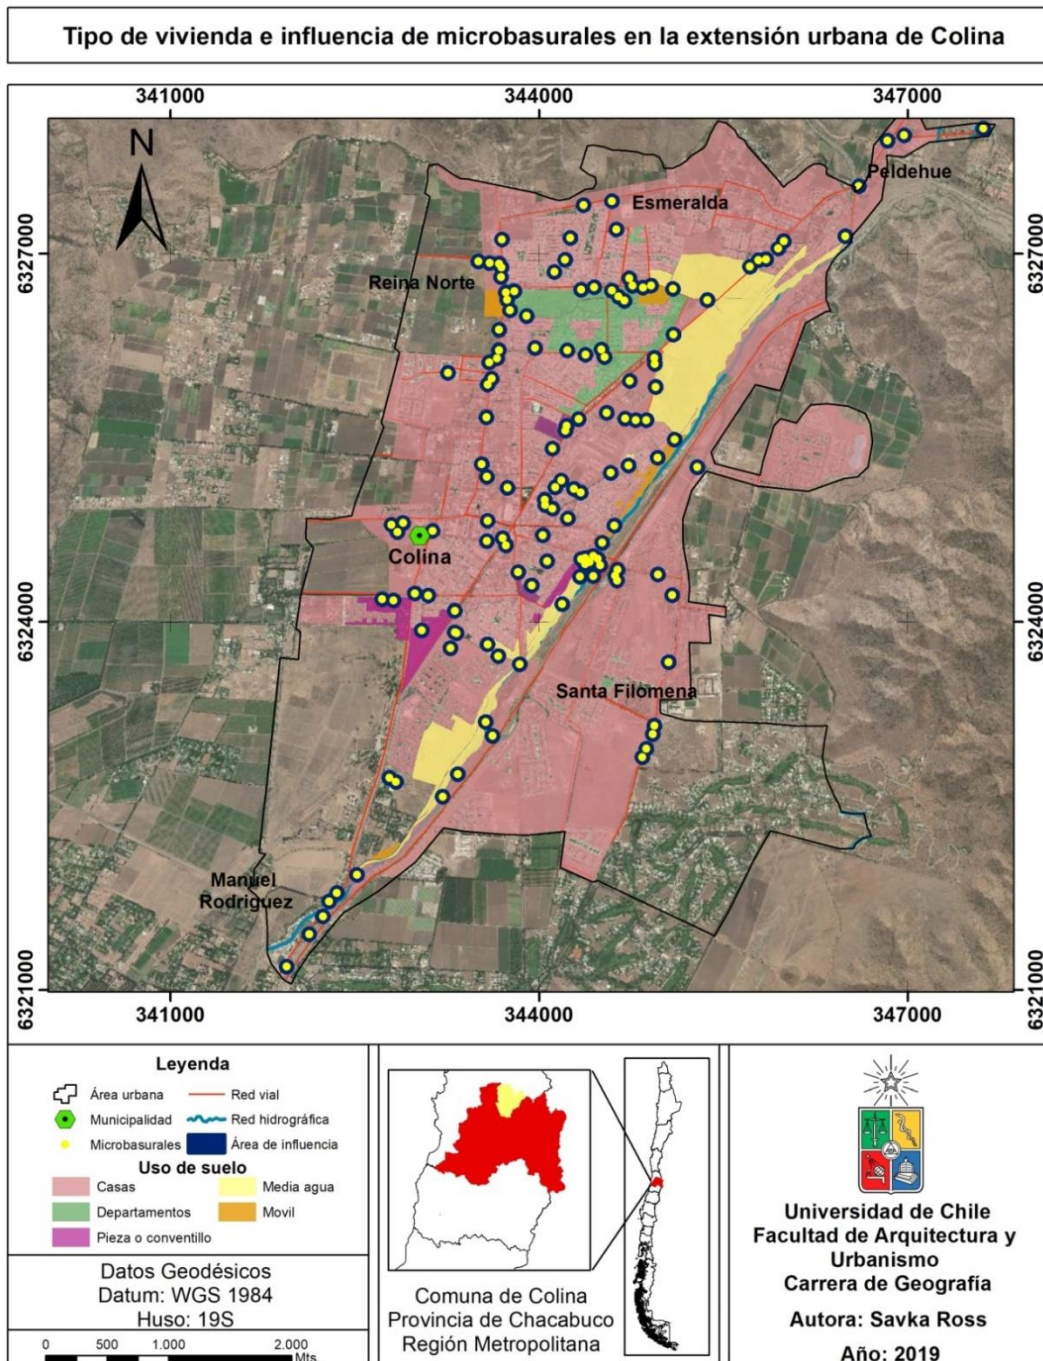 Tipo de vivienda e influencia de microbasurales en la extensión urbana de Colina
341000 344000 347000
N
Peldehue
Esmeralda
6327000 6327000
Reina Norte
Colina
6324000 6324000
Santa Filomena
Manuel
Rodriguez
6321000 6321000
341000 344000 347000
Leyenda
Área urbana Red vial
Municipalidad Red hidrográfica
Microbasurales Área de influencia
Uso de suelo
Casas Media agua
Departamentos Movil
Pieza o conventillo
Datos Geodésicos
Datum: WGS 1984
Huso: 19S
0 500 1.000 2.000
Mts.
Comuna de Colina
Provincia de Chacabuco
Región Metropolitana
Universidad de Chile
Facultad de Arquitectura y
Urbanismo
Carrera de Geografía
Autora: Savka Ross
Año: 2019